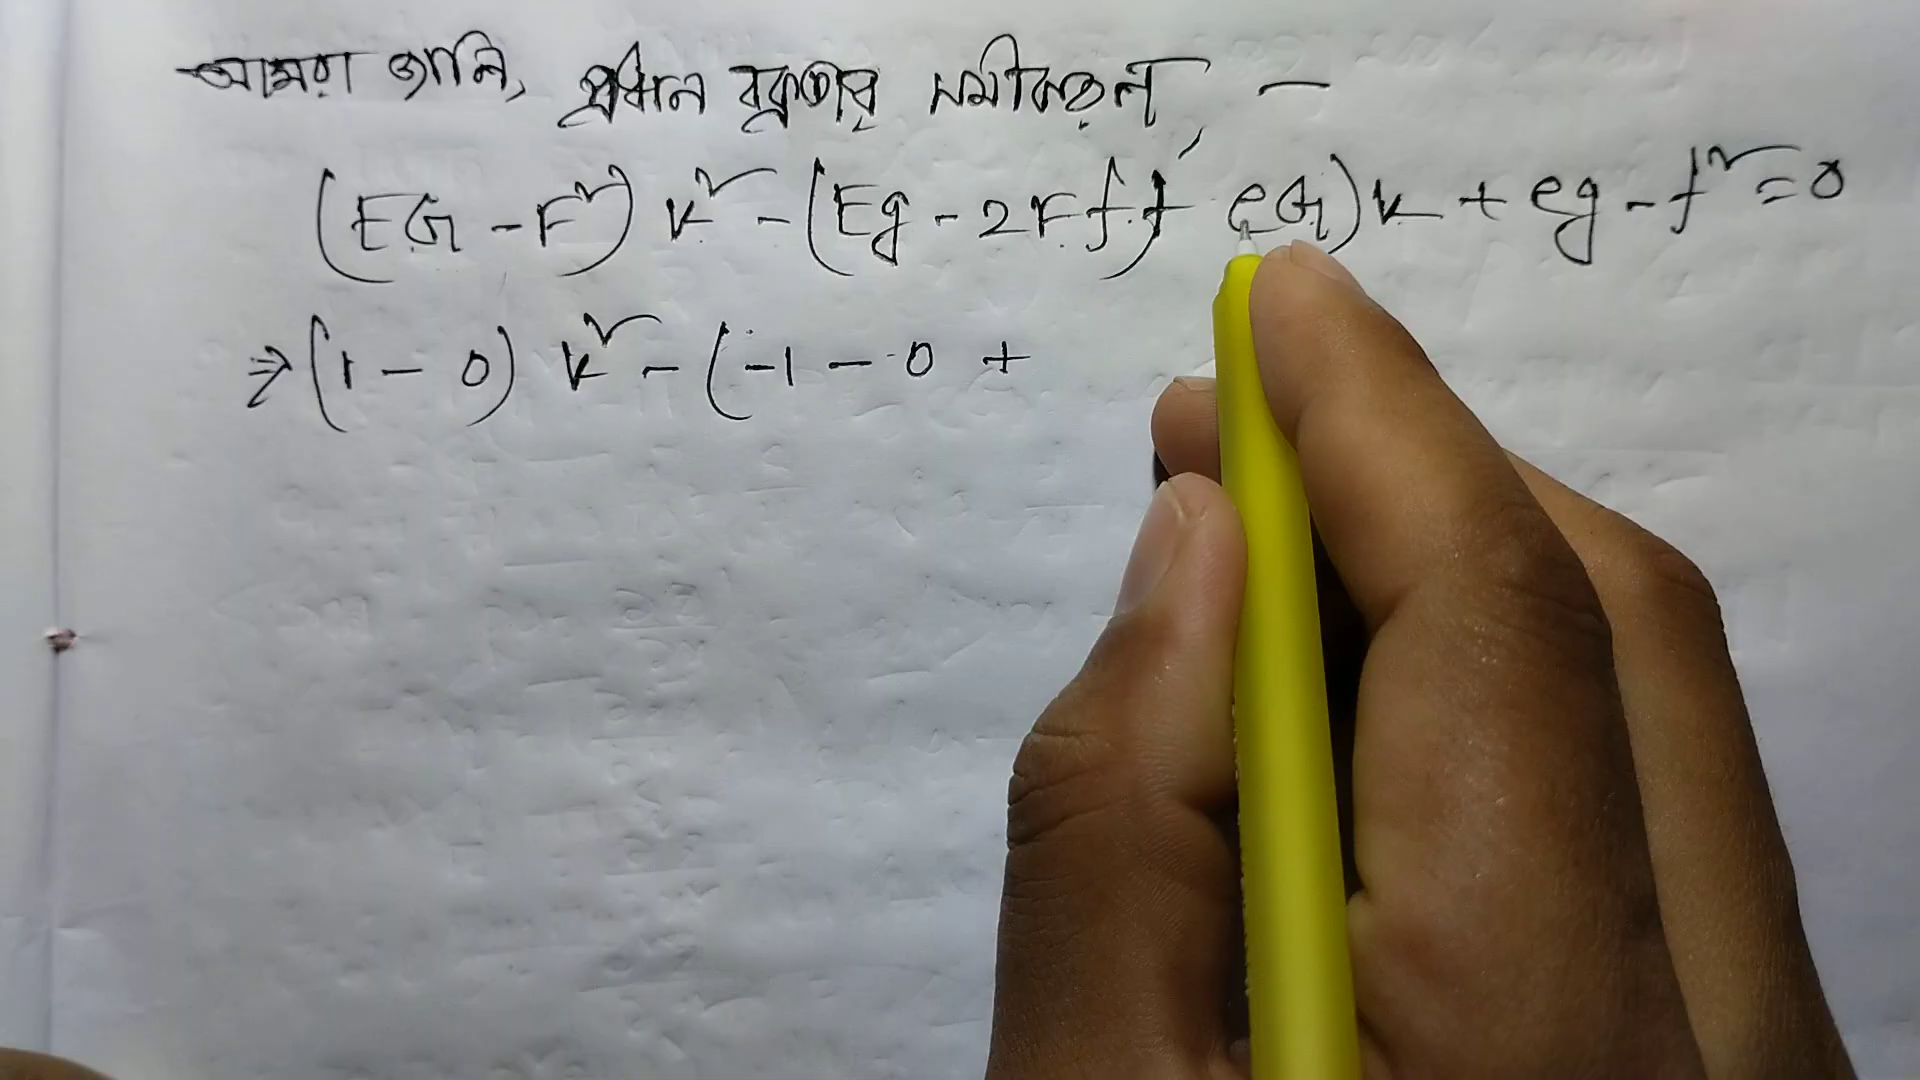 আমরা জানি, প্রধান বক্রতার সমীকরণ, —
(EG - F²) k² - (Eg - 2Ff + eG)k + eg - f² = 0
⇒ (1 - 0) k² - (-1 - 0 +